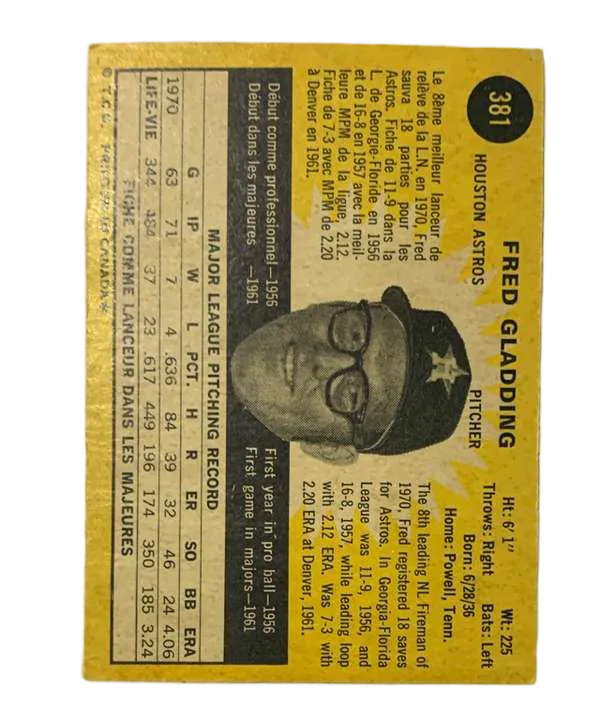 381
FRED GLADDING
HOUSTON ASTROS
PITCHER
Ht: 6' 1" Wt: 225
Throws: Right Bats: Left
Born: 6/28/36
Home: Powell, Tenn.
Le 8ème meilleur lanceur de
relève de la L.N. en 1970, Fred
sauva 18 parties pour les
Astros. Fiche de 11-9 dans la
L. de Georgie-Floride en 1956
et de 16-8 en 1957 avec la meil-
leure MPM de la ligue, 2.12.
Fiche de 7-3 avec MPM de 2.20
à Denver en 1961.
The 8th leading NL Fireman of
1970, Fred registered 18 saves
for Astros. In Georgia-Florida
League was 11-9, 1956, and
16-8, 1957, while leading loop
with 2.12 ERA. Was 7-3 with
2.20 ERA at Denver, 1961.
Début comme professionnel—1956
Début dans les majeures —1961
First year in pro ball—1956
First game in majors—1961
MAJOR LEAGUE PITCHING RECORD
G IP W L PCT. H R ER SO BB ERA
1970 63 71 7 4 .636 84 39 32 46 24 4.06
LIFE-VIE 344 484 37 23 .617 449 196 174 350 185 3.24
FICHE COMME LANCEUR DANS LES MAJEURES
© T.C.G. PRINTED IN CANADA